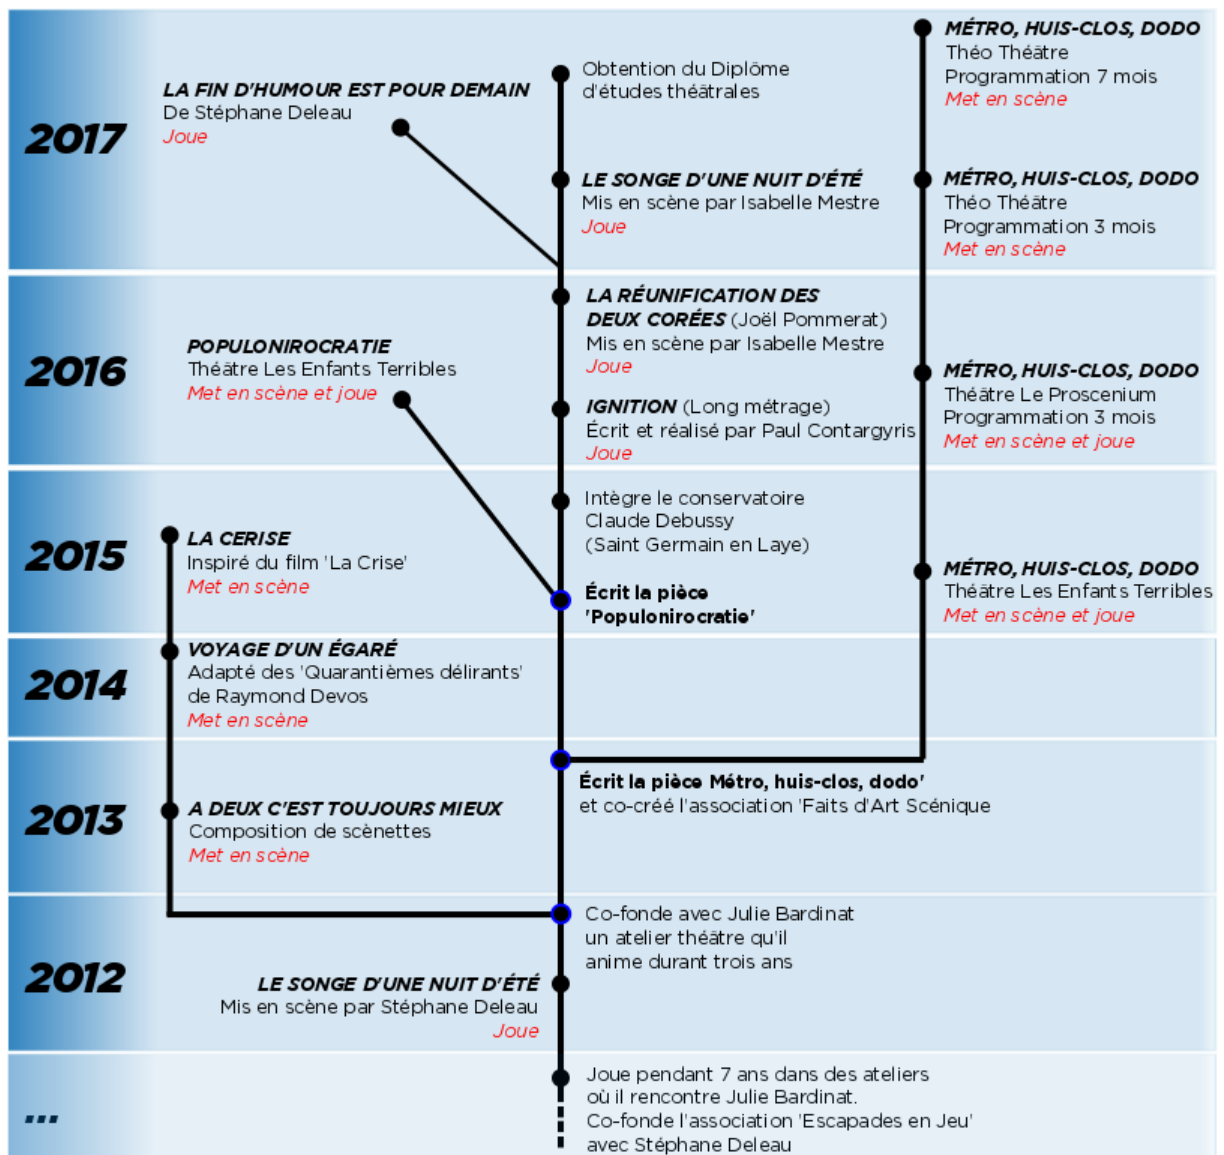 2017
LA FIN D'HUMOUR EST POUR DEMAIN
De Stéphane Deleau
Joue
Obtention du Diplôme
d'études théâtrales
LE SONGE D'UNE NUIT D'ÉTÉ
Mis en scène par Isabelle Mestre
Joue
MÉTRO, HUIS-CLOS, DODO
Théo Théâtre
Programmation 7 mois
Met en scène
MÉTRO, HUIS-CLOS, DODO
Théo Théâtre
Programmation 3 mois
Met en scène
2016
POPULONIROCRATIE
Théâtre Les Enfants Terribles
Met en scène et joue
LA RÉUNIFICATION DES
DEUX CORÉES (Joël Pommerat)
Mis en scène par Isabelle Mestre
Joue
IGNITION (Long métrage)
Écrit et réalisé par Paul Contargyris
Joue
MÉTRO, HUIS-CLOS, DODO
Théâtre Le Proscenium
Programmation 3 mois
Met en scène et joue
2015
LA CERISE
Inspiré du film 'La Crise'
Met en scène
Intègre le conservatoire
Claude Debussy
(Saint Germain en Laye)
Écrit la pièce
'Populonirocratie'
MÉTRO, HUIS-CLOS, DODO
Théâtre Les Enfants Terribles
Met en scène et joue
2014
VOYAGE D'UN ÉGARÉ
Adapté des 'Quarantièmes délirants'
de Raymond Devos
Met en scène
2013
A DEUX C'EST TOUJOURS MIEUX
Composition de scènettes
Met en scène
Écrit la pièce Métro, huis-clos, dodo'
et co-créé l'association 'Faits d'Art Scénique
2012
Co-fonde avec Julie Bardinat
un atelier théâtre qu'il
anime durant trois ans
LE SONGE D'UNE NUIT D'ÉTÉ
Mis en scène par Stéphane Deleau
Joue
...
Joue pendant 7 ans dans des ateliers
où il rencontre Julie Bardinat.
Co-fonde l'association 'Escapades en Jeu'
avec Stéphane Deleau